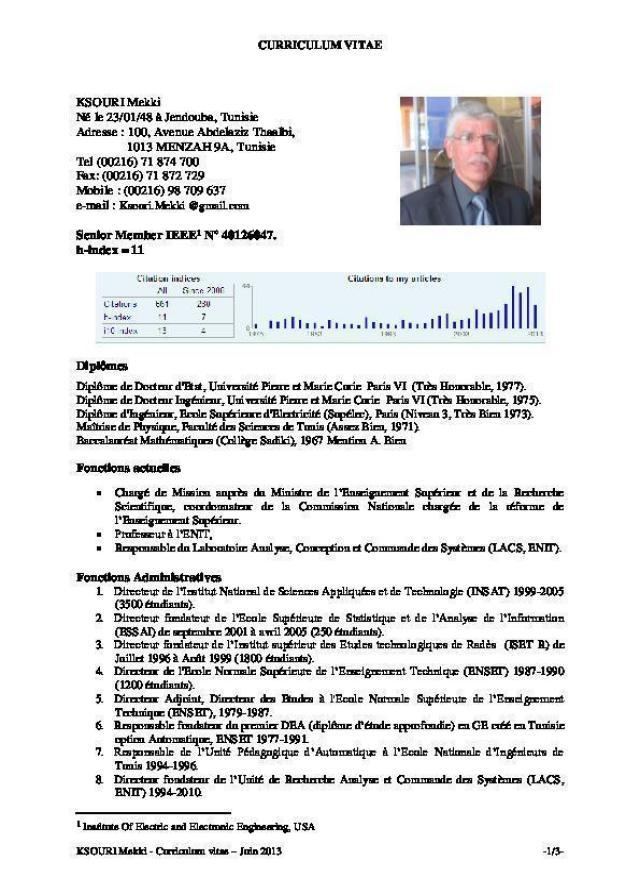 CURRICULUM VITAE
KSOURI Mekki
Né le 23/01/48 à Jendouba, Tunisie
Adresse : 100, Avenue Abdelaziz Thaalbi,
1013 MENZAH 9A, Tunisie
Tel (00216) 71 874 700
Fax: (00216) 71 872 729
Mobile : (00216) 98 709 637
e-mail : Ksouri.Mekki @gmail.com
Senior Member IEEE¹ N° 40126047.
h-index = 11
Citation indices
All Since 2008
Citations 661 280
h-index 11 7
i10-index 13 4
Citations to my articles
44
0
Diplômes
Diplôme de Docteur d'Etat, Université Pierre et Marie Curie Paris VI (Très Honorable, 1977).
Diplôme de Docteur Ingénieur, Université Pierre et Marie Curie Paris VI (Très Honorable, 1975).
Diplôme d'Ingénieur, Ecole Supérieure d'Electricité (Supélec), Paris (Niveau 3, Très Bien 1973).
Maîtrise de Physique, Faculté des Sciences de Tunis (Assez Bien, 1971).
Baccalauréat Mathématiques (Collège Sadiki), 1967 Mention A. Bien
Fonctions actuelles
• Chargé de Mission auprès du Ministre de l'Enseignement Supérieur et de la Recherche
Scientifique, coordonnateur de la Commission Nationale chargée de la réforme de
l'Enseignement Supérieur.
• Professeur à l'ENIT,
• Responsable du Laboratoire Analyse, Conception et Commande des Systèmes (LACS, ENIT).
Fonctions Administratives
1. Directeur de l'Institut National de Sciences Appliquées et de Technologie (INSAT) 1999-2005
(3500 étudiants).
2. Directeur fondateur de l'Ecole Supérieure de Statistique et de l'Analyse de l'Information
(ESSAI) de septembre 2001 à avril 2005 (250 étudiants).
3. Directeur fondateur de l'Institut supérieur des Etudes technologiques de Radès (ISET R) de
Juillet 1996 à Août 1999 (1800 étudiants).
4. Directeur de l'Ecole Normale Supérieure de l'Enseignement Technique (ENSET) 1987-1990
(1200 étudiants).
5. Directeur Adjoint, Directeur des Etudes à l'Ecole Normale Supérieure de l'Enseignement
Technique (ENSET), 1979-1987.
6. Responsable fondateur du premier DEA (diplôme d'étude approfondie) en GE créé en Tunisie
option Automatique, ENSET 1977-1991.
7. Responsable de l'Unité Pédagogique d'Automatique à l'Ecole Nationale d'Ingénieurs de
Tunis 1994-1996.
8. Directeur fondateur de l'Unité de Recherche Analyse et Commande des Systèmes (LACS,
ENIT) 1994-2010.
¹ Institute Of Electric and Electronic Engineering, USA
KSOURI Mekki - Curriculum vitae – Juin 2013 -1/3-